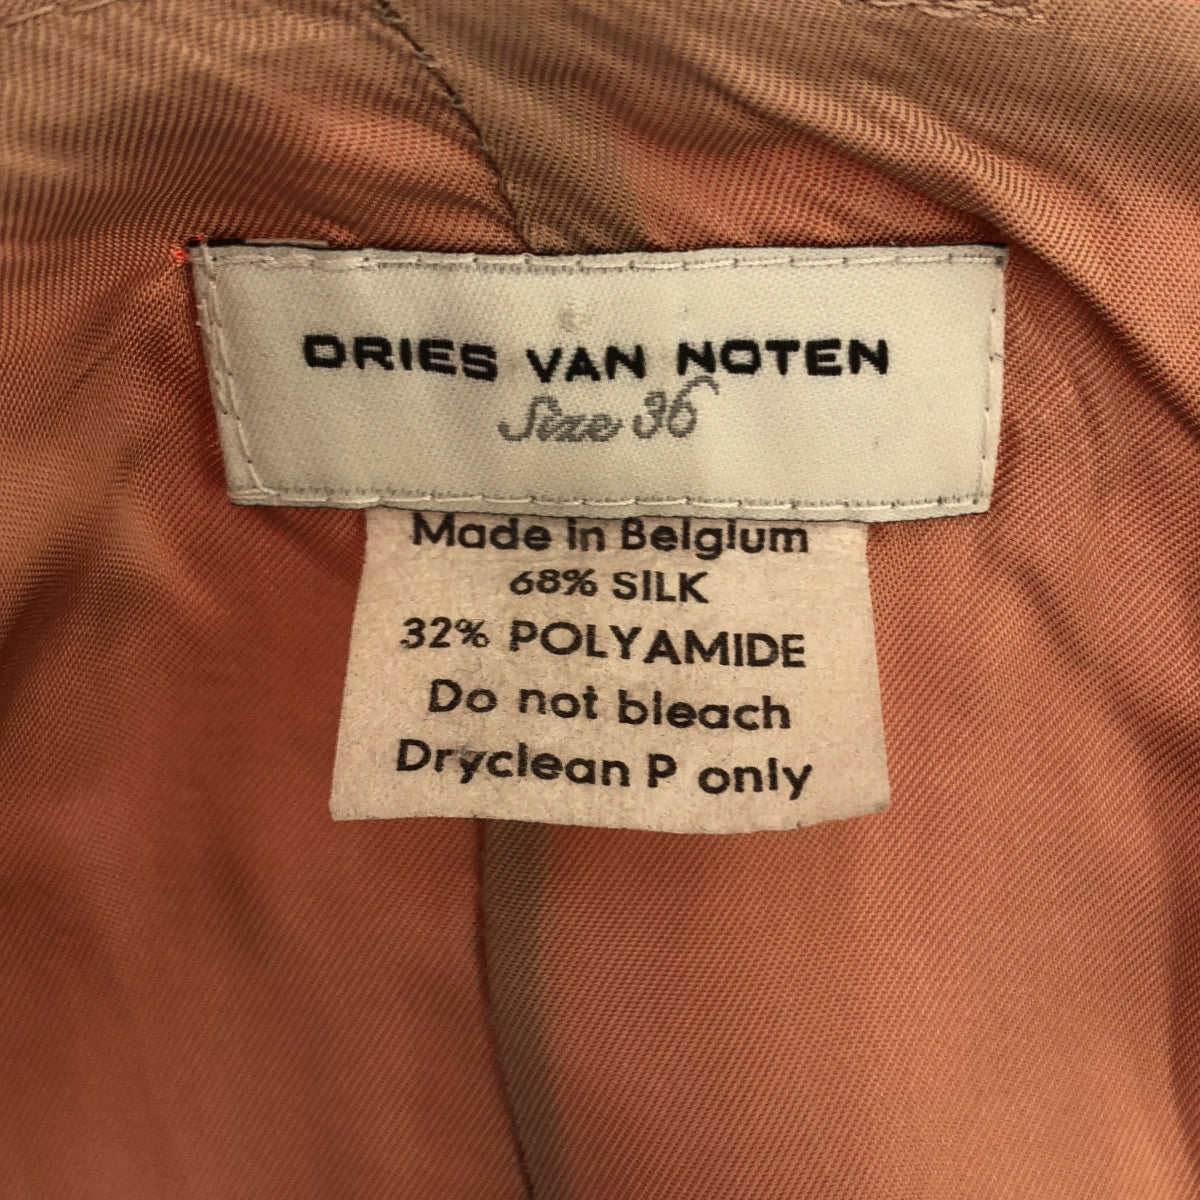 DRIES VAN NOTEN
Size 36
Made in Belgium
68% SILK
32% POLYAMIDE
Do not bleach
Dryclean P only